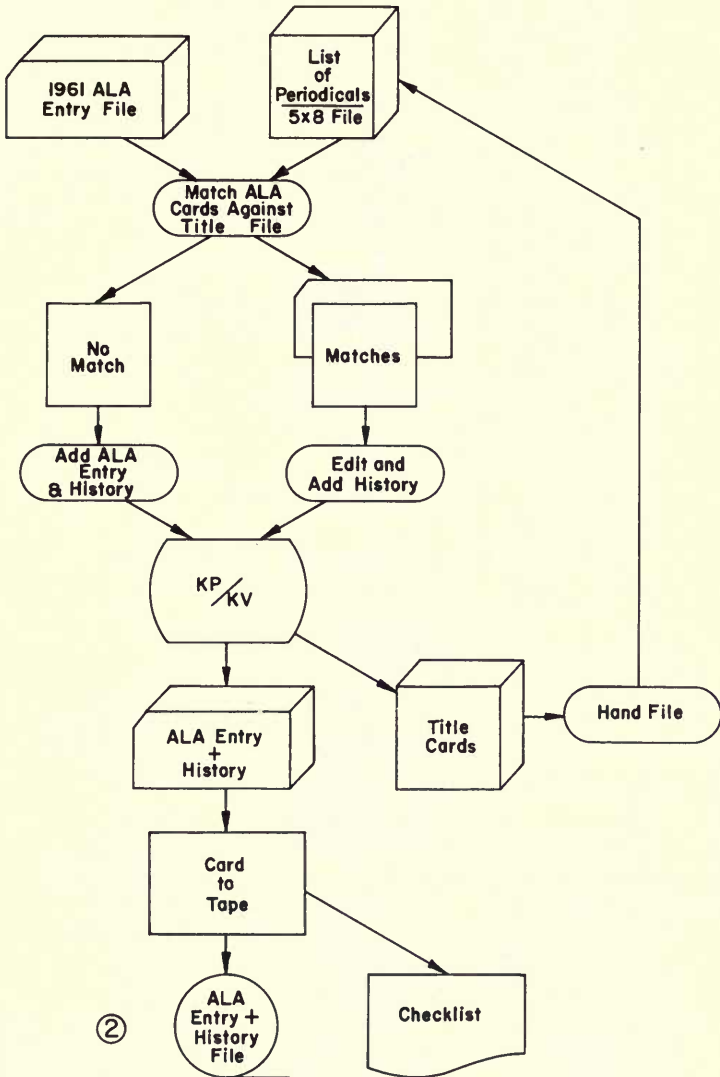 1961 ALA
Entry File
List
of
Periodicals
5x8 File
Match ALA
Cards Against
Title File
No
Match
Matches
Add ALA
Entry
& History
Edit and
Add History
KP/KV
ALA Entry
+
History
Title
Cards
Hand File
Card
to
Tape
ALA
Entry +
History
File
Checklist
②